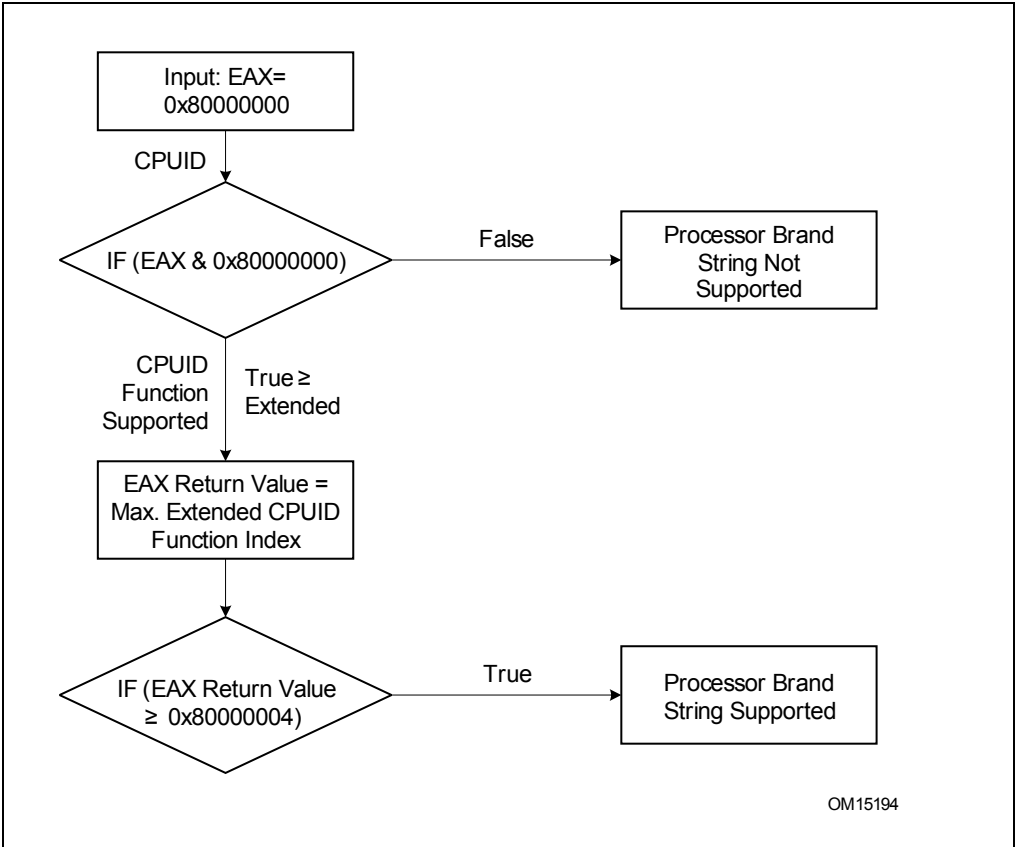 Input: EAX=
0x80000000
CPUID
IF (EAX & 0x80000000)
False
Processor Brand
String Not
Supported
CPUID
Function
Supported
True ≥
Extended
EAX Return Value =
Max. Extended CPUID
Function Index
IF (EAX Return Value
≥ 0x80000004)
True
Processor Brand
String Supported
OM15194